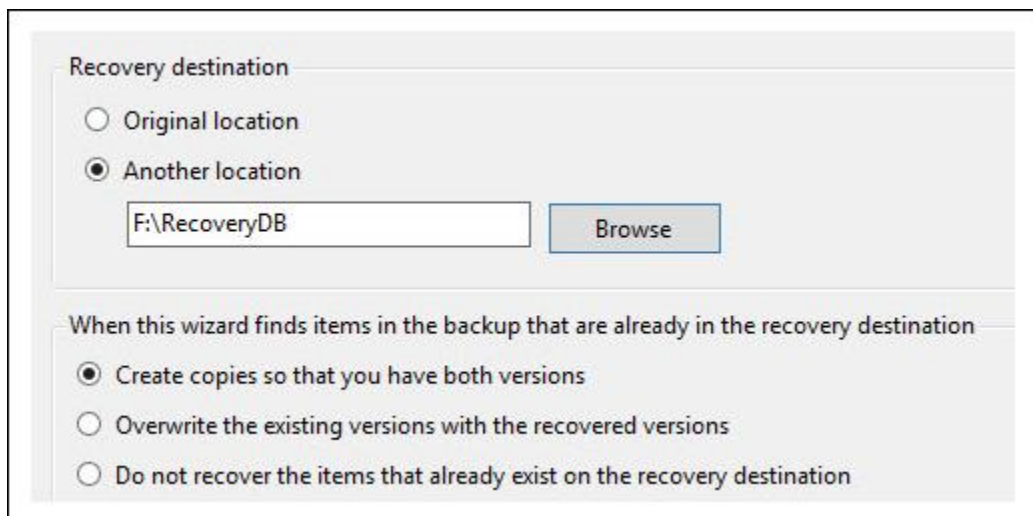 Recovery destination
Original location
Another location
F:\RecoveryDB
Browse
When this wizard finds items in the backup that are already in the recovery destination
Create copies so that you have both versions
Overwrite the existing versions with the recovered versions
Do not recover the items that already exist on the recovery destination